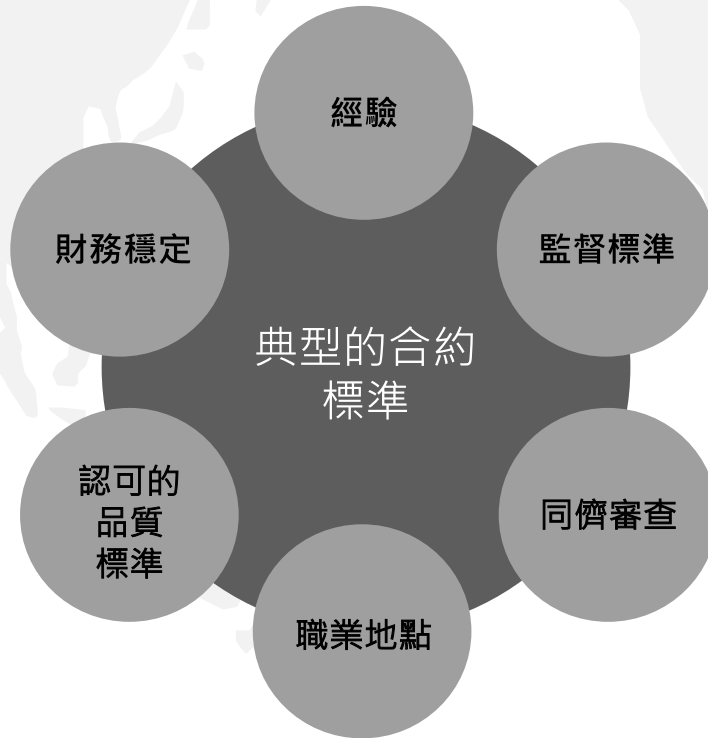 經驗
財務穩定
監督標準
典型的合約
標準
認可的
品質
標準
同儕審查
職業地點